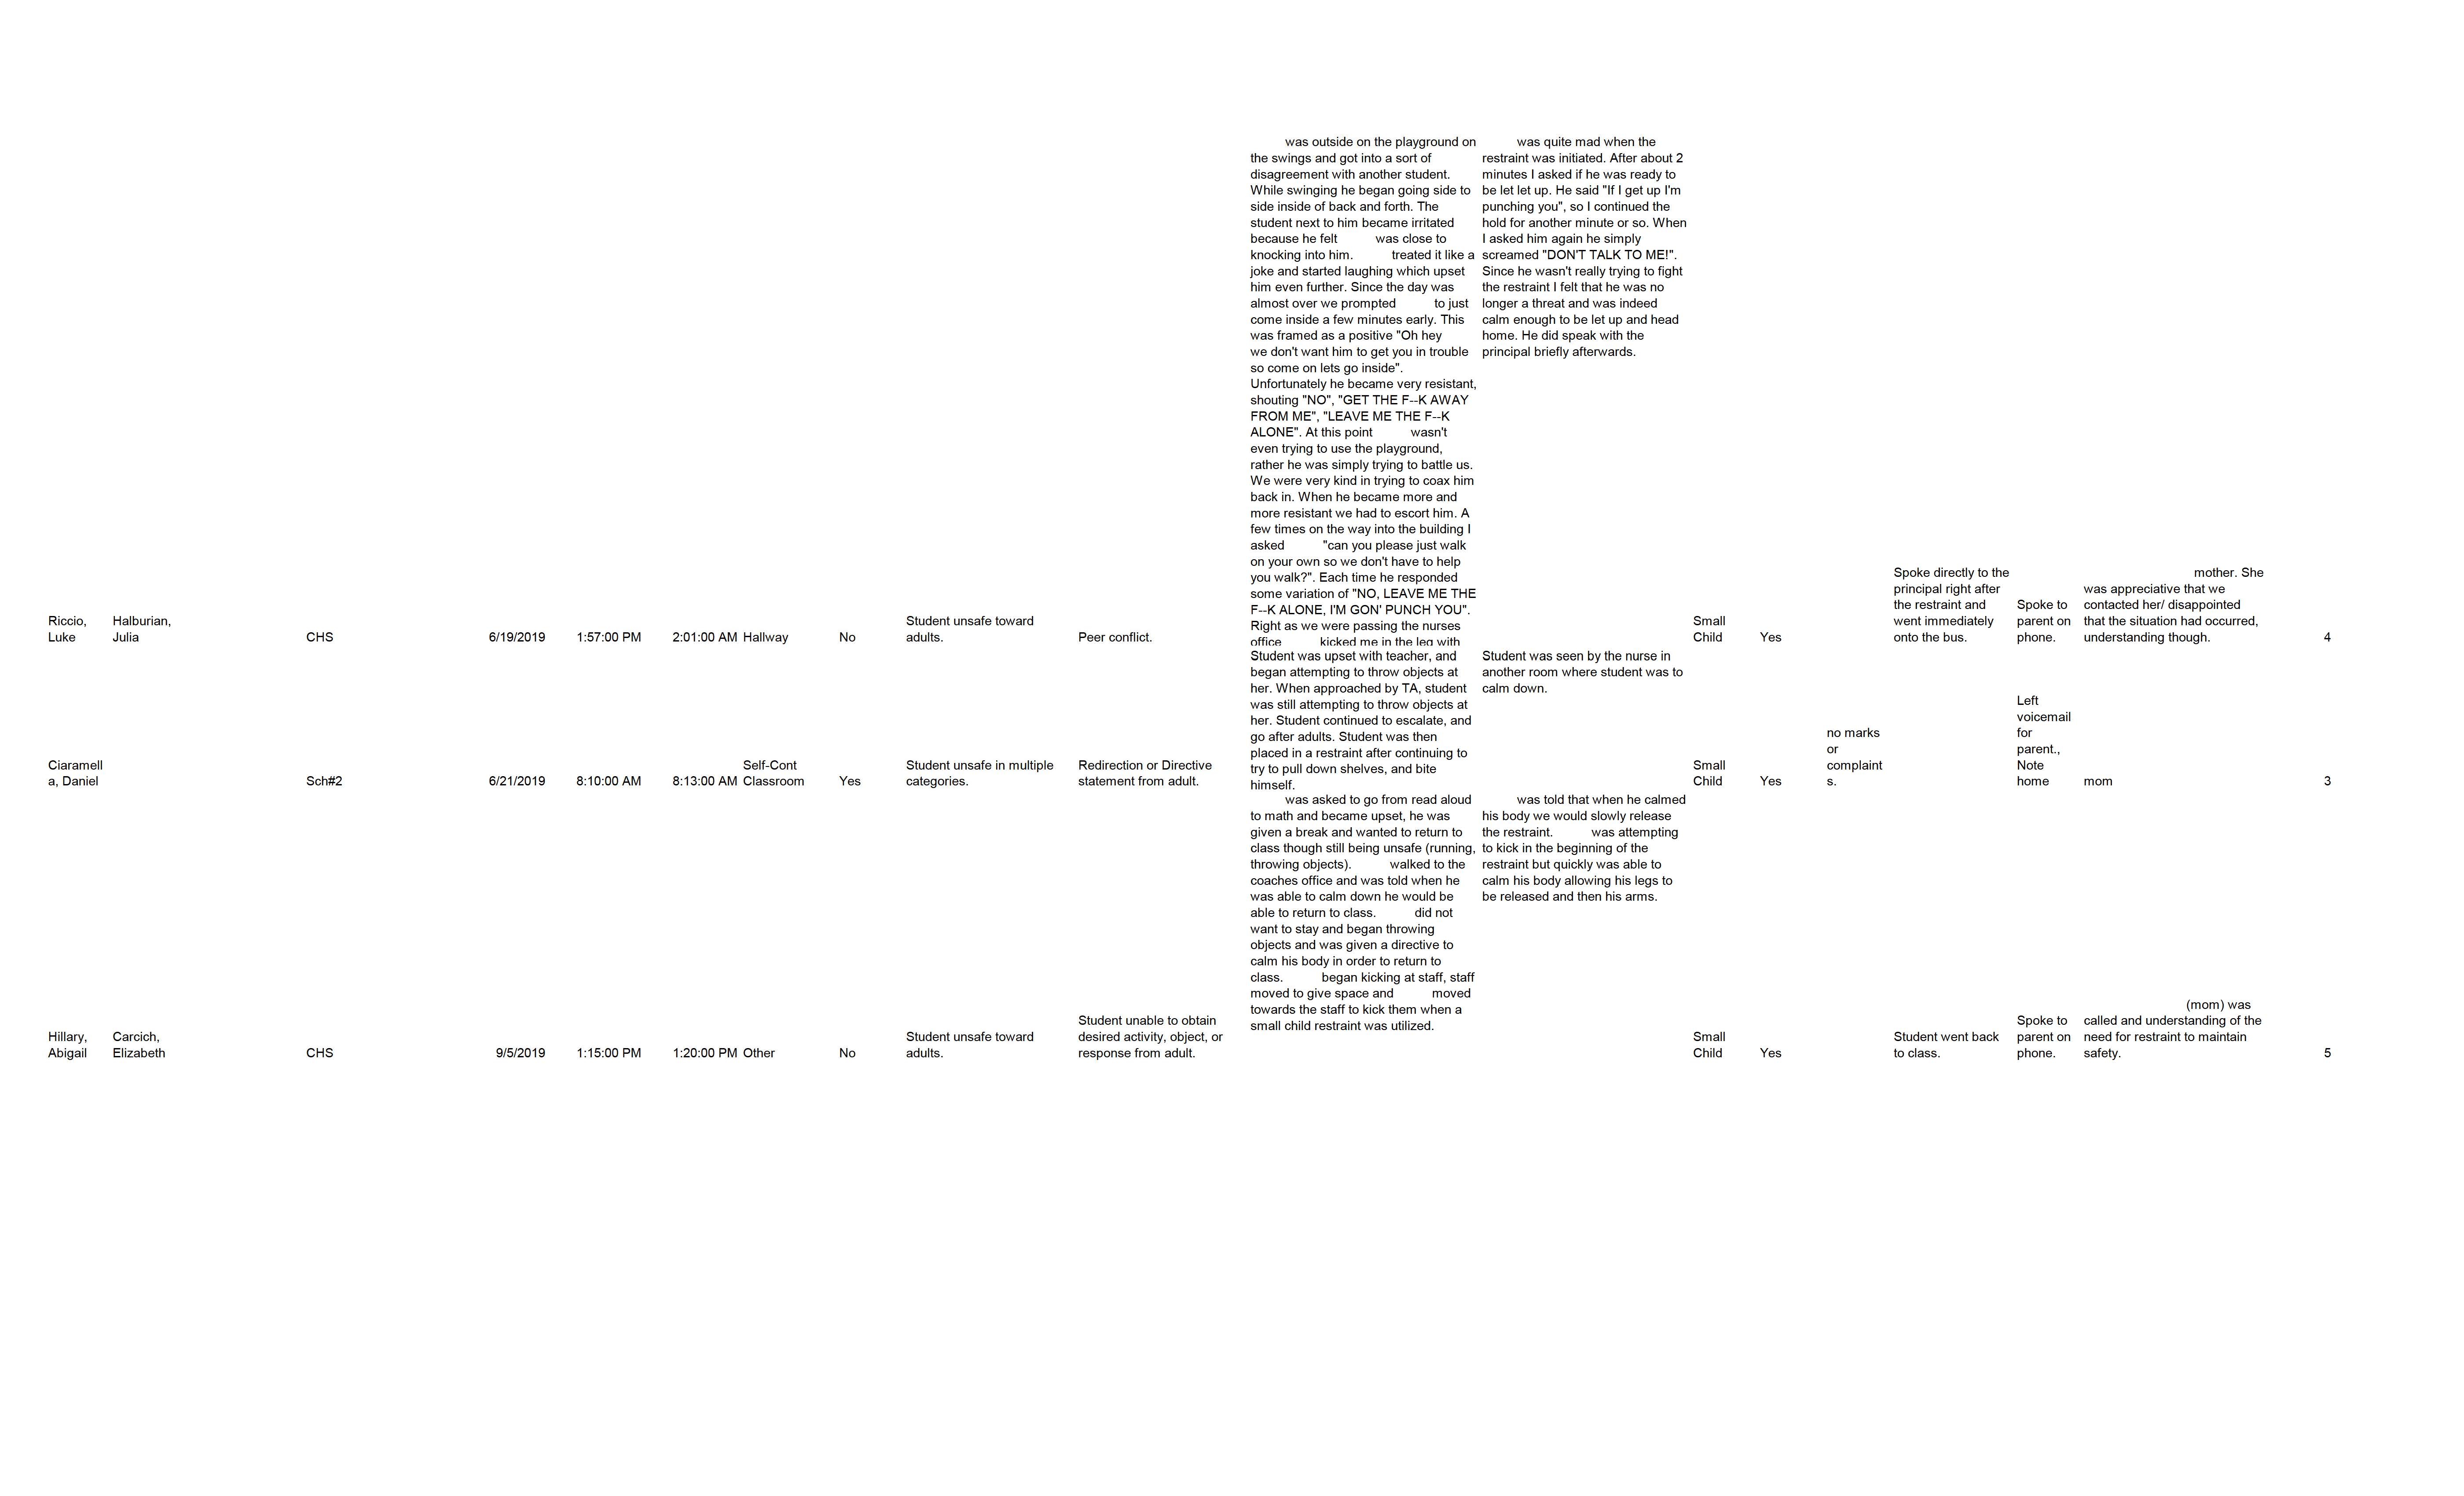 was outside on the playground on
the swings and got into a sort of
disagreement with another student.
While swinging he began going side to
side inside of back and forth. The
student next to him became irritated
because he felt was close to
knocking into him. treated it like a
joke and started laughing which upset
him even further. Since the day was
almost over we prompted to just
come inside a few minutes early. This
was framed as a positive "Oh hey
we don't want him to get you in trouble
so come on lets go inside".
Unfortunately he became very resistant,
shouting "NO", "GET THE F--K AWAY
FROM ME", "LEAVE ME THE F--K
ALONE". At this point wasn't
even trying to use the playground,
rather he was simply trying to battle us.
We were very kind in trying to coax him
back in. When he became more and
more resistant we had to escort him. A
few times on the way into the building I
asked "can you please just walk
on your own so we don't have to help
you walk?". Each time he responded
some variation of "NO, LEAVE ME THE
F--K ALONE, I'M GON' PUNCH YOU".
Right as we were passing the nurses
office kicked me in the leg with
was quite mad when the
restraint was initiated. After about 2
minutes I asked if he was ready to
be let let up. He said "If I get up I'm
punching you", so I continued the
hold for another minute or so. When
I asked him again he simply
screamed "DON'T TALK TO ME!".
Since he wasn't really trying to fight
the restraint I felt that he was no
longer a threat and was indeed
calm enough to be let up and head
home. He did speak with the
principal briefly afterwards.
Riccio,
Luke
Halburian,
Julia
CHS
6/19/2019
1:57:00 PM
2:01:00 AM
Hallway
No
Student unsafe toward
adults.
Peer conflict.
Small
Child
Yes
Spoke directly to the
principal right after
the restraint and
went immediately
onto the bus.
Spoke to
parent on
phone.
mother. She
was appreciative that we
contacted her/ disappointed
that the situation had occurred,
understanding though.
4
Ciaramell
a, Daniel
Sch#2
6/21/2019
8:10:00 AM
8:13:00 AM
Self-Cont
Classroom
Yes
Student unsafe in multiple
categories.
Redirection or Directive
statement from adult.
Student was upset with teacher, and
began attempting to throw objects at
her. When approached by TA, student
was still attempting to throw objects at
her. Student continued to escalate, and
go after adults. Student was then
placed in a restraint after continuing to
try to pull down shelves, and bite
himself.
Student was seen by the nurse in
another room where student was to
calm down.
Small
Child
Yes
no marks
or
complaint
s.
Left
voicemail
for
parent.,
Note
home
mom
3
Hillary,
Abigail
Carcich,
Elizabeth
CHS
9/5/2019
1:15:00 PM
1:20:00 PM
Other
No
Student unsafe toward
adults.
Student unable to obtain
desired activity, object, or
response from adult.
was asked to go from read aloud
to math and became upset, he was
given a break and wanted to return to
class though still being unsafe (running,
throwing objects). walked to the
coaches office and was told when he
was able to calm down he would be
able to return to class. did not
want to stay and began throwing
objects and was given a directive to
calm his body in order to return to
class. began kicking at staff, staff
moved to give space and moved
towards the staff to kick them when a
small child restraint was utilized.
was told that when he calmed
his body we would slowly release
the restraint. was attempting
to kick in the beginning of the
restraint but quickly was able to
calm his body allowing his legs to
be released and then his arms.
Small
Child
Yes
Student went back
to class.
Spoke to
parent on
phone.
(mom) was
called and understanding of the
need for restraint to maintain
safety.
5